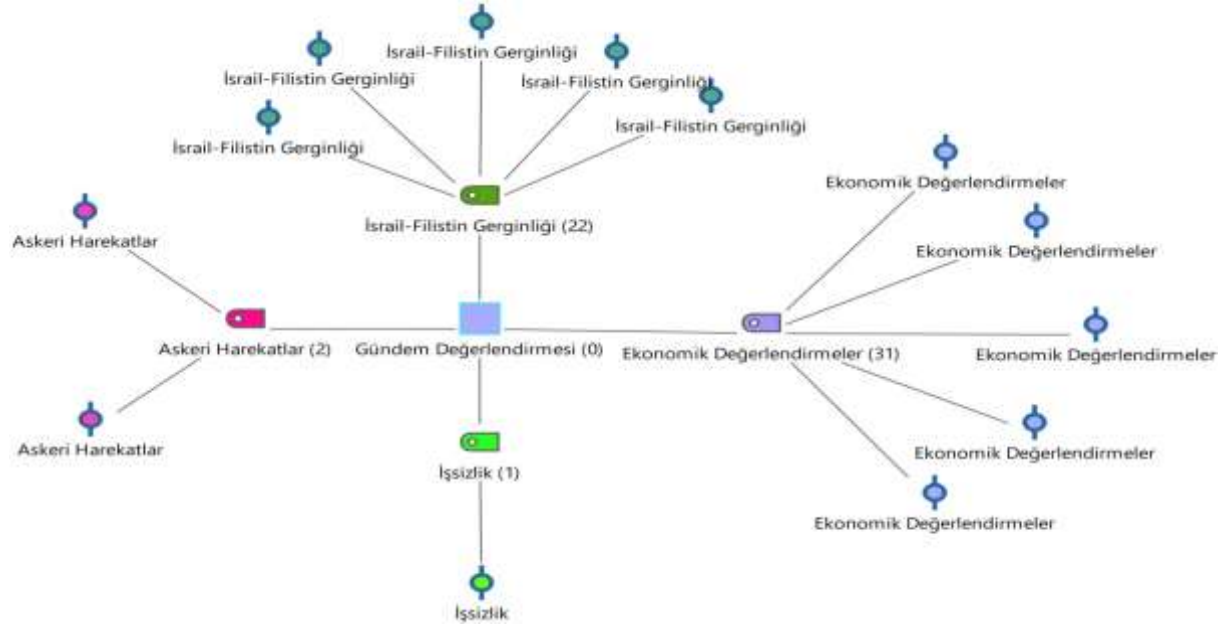 İsrail-Filistin Gerginliği
İsrail-Filistin Gerginliği
İsrail-Filistin Gerginliği
İsrail-Filistin Gerginliği
İsrail-Filistin Gerginliği
Ekonomik Değerlendirmeler
İsrail-Filistin Gerginliği (22)
Askeri Harekatlar
Ekonomik Değerlendirmeler
Askeri Harekatlar (2)
Gündem Değerlendirmesi (0)
Ekonomik Değerlendirmeler (31)
Ekonomik Değerlendirmeler
Askeri Harekatlar
Ekonomik Değerlendirmeler
İşsizlik (1)
Ekonomik Değerlendirmeler
İşsizlik